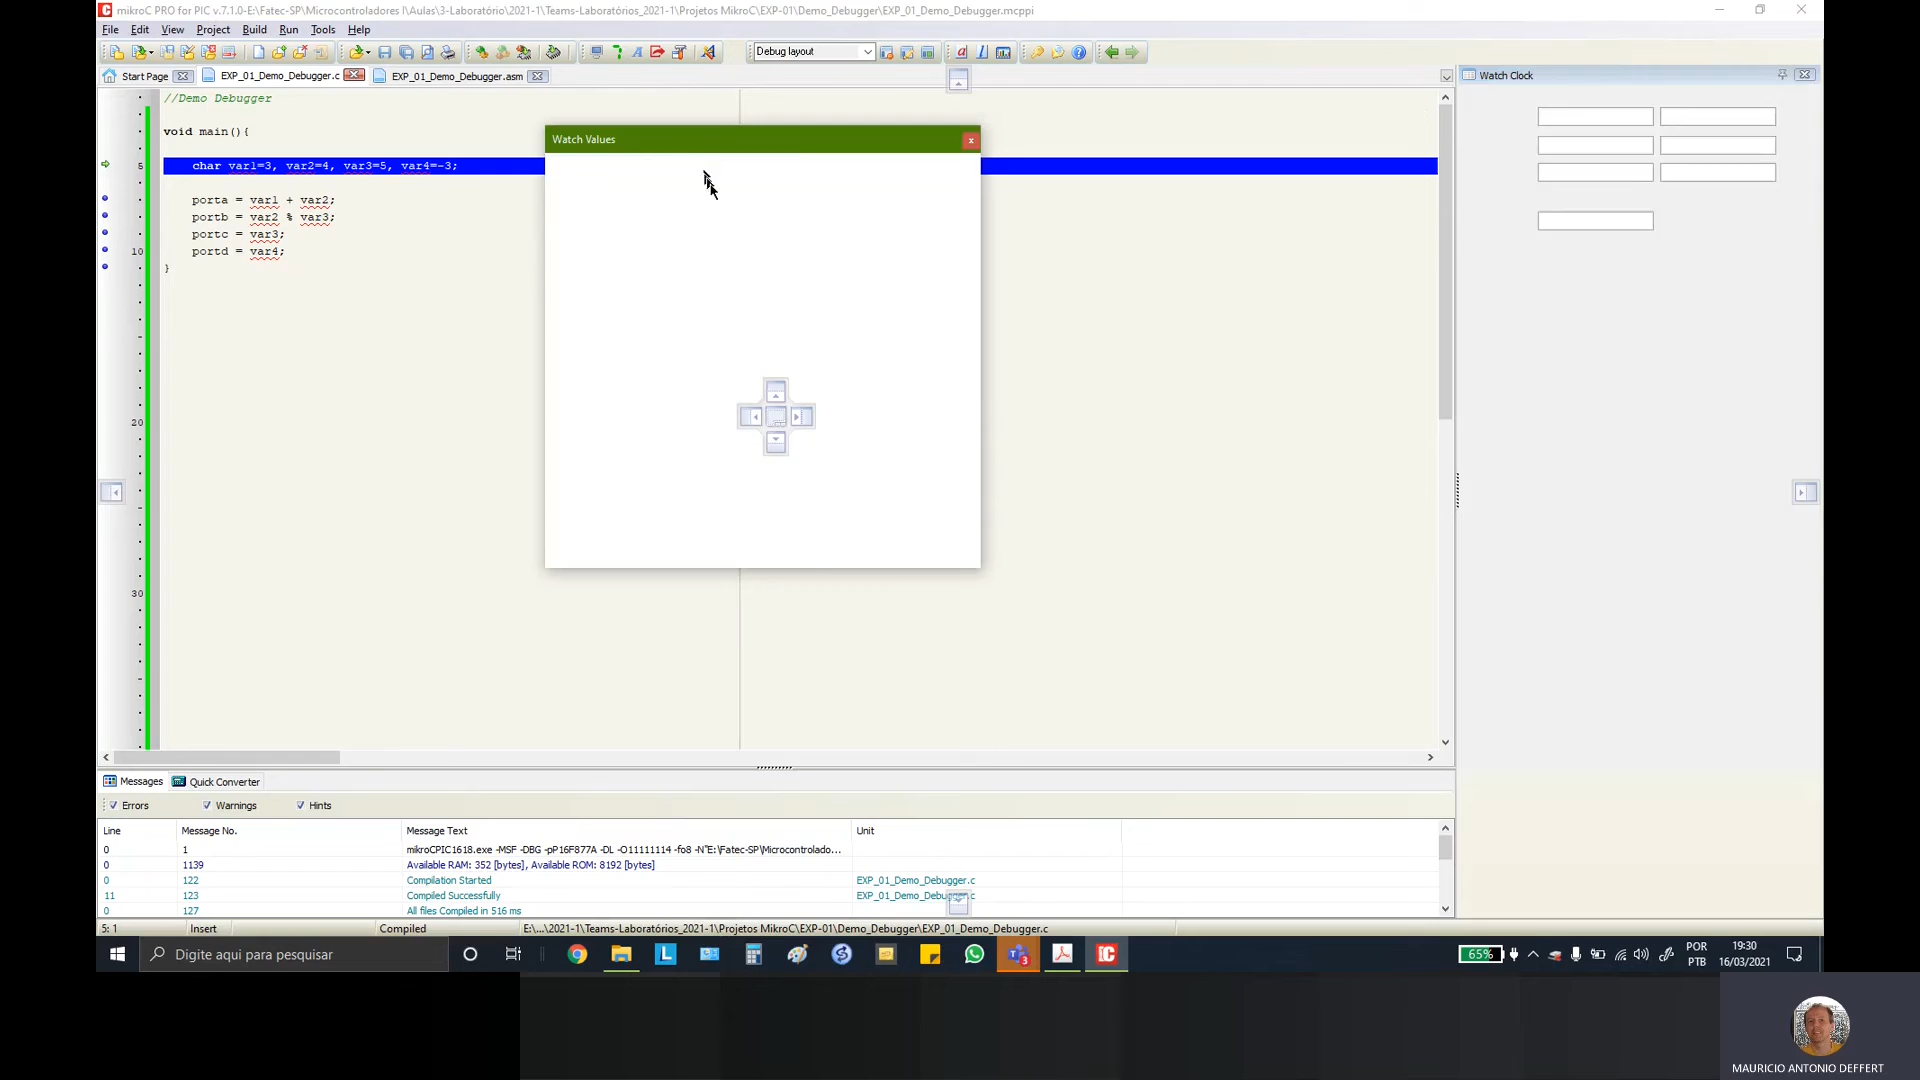 mikroC PRO for PIC v.7.1.0-E:\Fatec-SP\Microcontroladores I\Aulas\3-Laboratório\2021-1\Teams-Laboratórios_2021-1\Projetos MikroC\EXP-01\Demo_Debugger\EXP_01_Demo_Debugger.mcppi
File Edit View Project Build Run Tools Help
Debug layout
Start Page EXP_01_Demo_Debugger.c EXP_01_Demo_Debugger.asm
Watch Clock
//Demo Debugger
void main(){
Watch Values
5 char var1=3, var2=4, var3=5, var4=-3;
porta = var1 + var2;
portb = var2 % var3;
portc = var3;
10 portd = var4;
}
20
30
Messages Quick Converter
Errors Warnings Hints
Line Message No. Message Text Unit
0 1 mikroCPIC1618.exe -MSF -DBG -pP16F877A -DL -O11111114 -fo8 -N"E:\Fatec-SP\Microcontrolado...
0 1139 Available RAM: 352 [bytes], Available ROM: 8192 [bytes]
0 122 Compilation Started EXP_01_Demo_Debugger.c
11 123 Compiled Successfully EXP_01_Demo_Debugger.c
0 127 All files Compiled in 516 ms
5: 1 Insert Compiled E:\...\2021-1\Teams-Laboratórios_2021-1\Projetos MikroC\EXP-01\Demo_Debugger\EXP_01_Demo_Debugger.c
Digite aqui para pesquisar
L
3
65%
POR
PTB
19:30
16/03/2021
MAURICIO ANTONIO DEFFERT